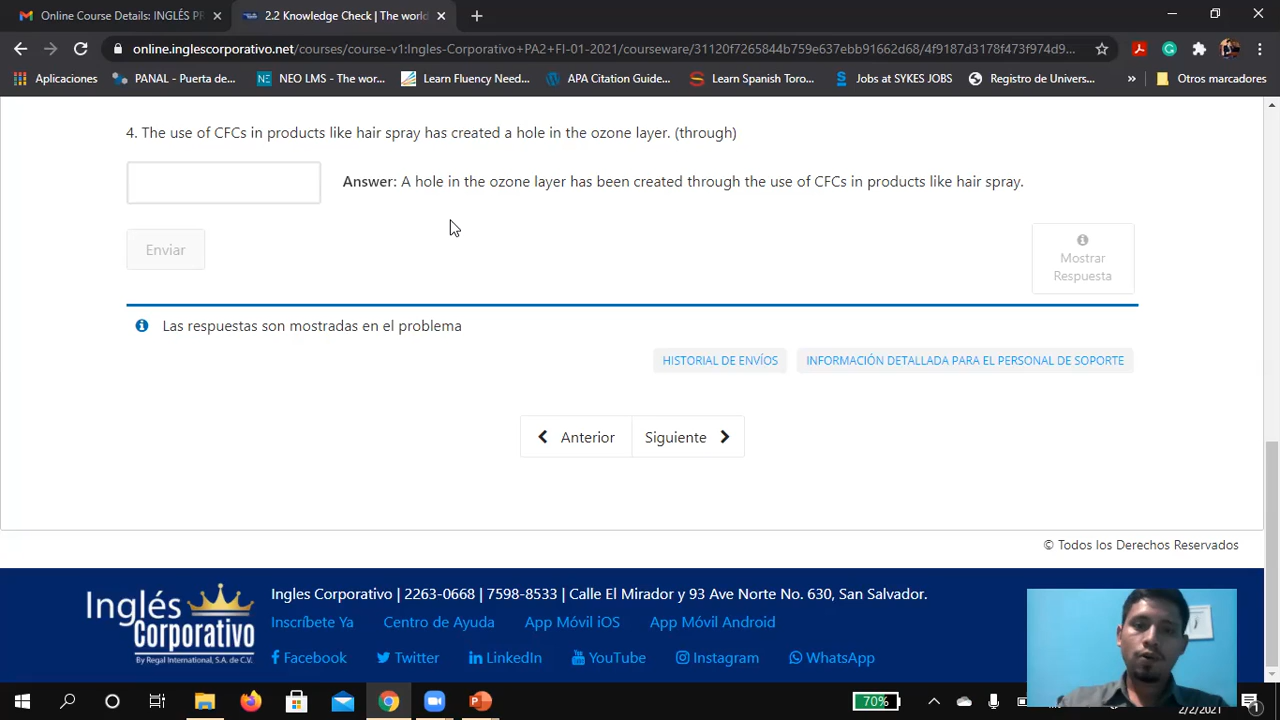 Online Course Details: INGLÉS PR
2.2 Knowledge Check | The world
online.inglescorporativo.net/courses/course-v1:Ingles-Corporativo+PA2+FI-01-2021/courseware/31120f7265844b759e637ebb91662d68/4f9187d3178f473f974d9...
Aplicaciones
PANAL - Puerta de...
NEO LMS - The wor...
Learn Fluency Need...
APA Citation Guide...
Learn Spanish Toro...
Jobs at SYKES JOBS
Registro de Univers...
»
Otros marcadores
4. The use of CFCs in products like hair spray has created a hole in the ozone layer. (through)
Answer: A hole in the ozone layer has been created through the use of CFCs in products like hair spray.
Enviar
Mostrar
Respuesta
Las respuestas son mostradas en el problema
HISTORIAL DE ENVÍOS
INFORMACIÓN DETALLADA PARA EL PERSONAL DE SOPORTE
Anterior
Siguiente
© Todos los Derechos Reservados
Inglés
Corporativo
By Regal International, S.A. de C.V.
Ingles Corporativo | 2263-0668 | 7598-8533 | Calle El Mirador y 93 Ave Norte No. 630, San Salvador.
Inscríbete Ya
Centro de Ayuda
App Móvil iOS
App Móvil Android
Facebook
Twitter
LinkedIn
YouTube
Instagram
WhatsApp
70%
2/2/2021